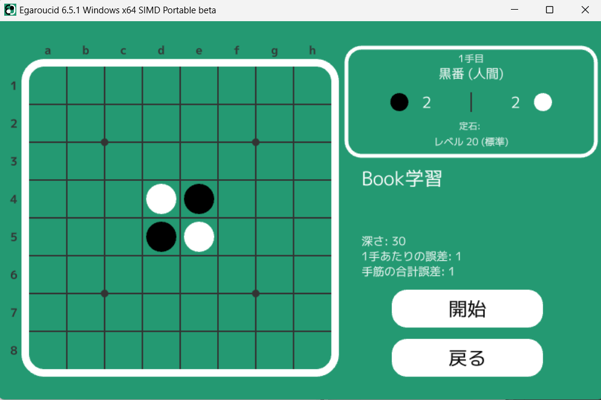 Egaroucid 6.5.1 Windows x64 SIMD Portable beta
a b c d e f g h
1
2
3
4
5
6
7
8
1手目
黒番 (人間)
2 2
定石:
レベル 20 (標準)
Book学習
深さ: 30
1手あたりの誤差: 1
手筋の合計誤差: 1
開始
戻る